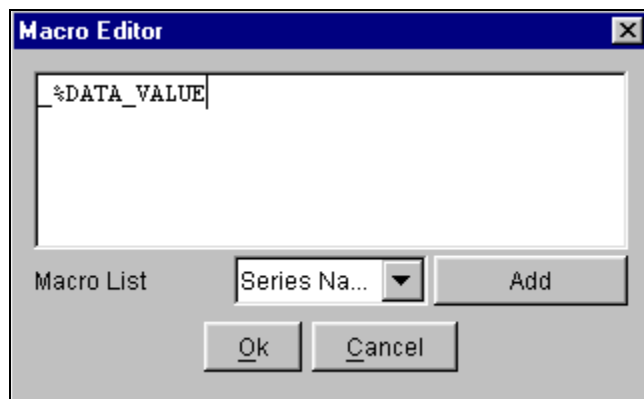 Macro Editor
_%DATA_VALUE
Macro List Series Na... Add
Ok Cancel